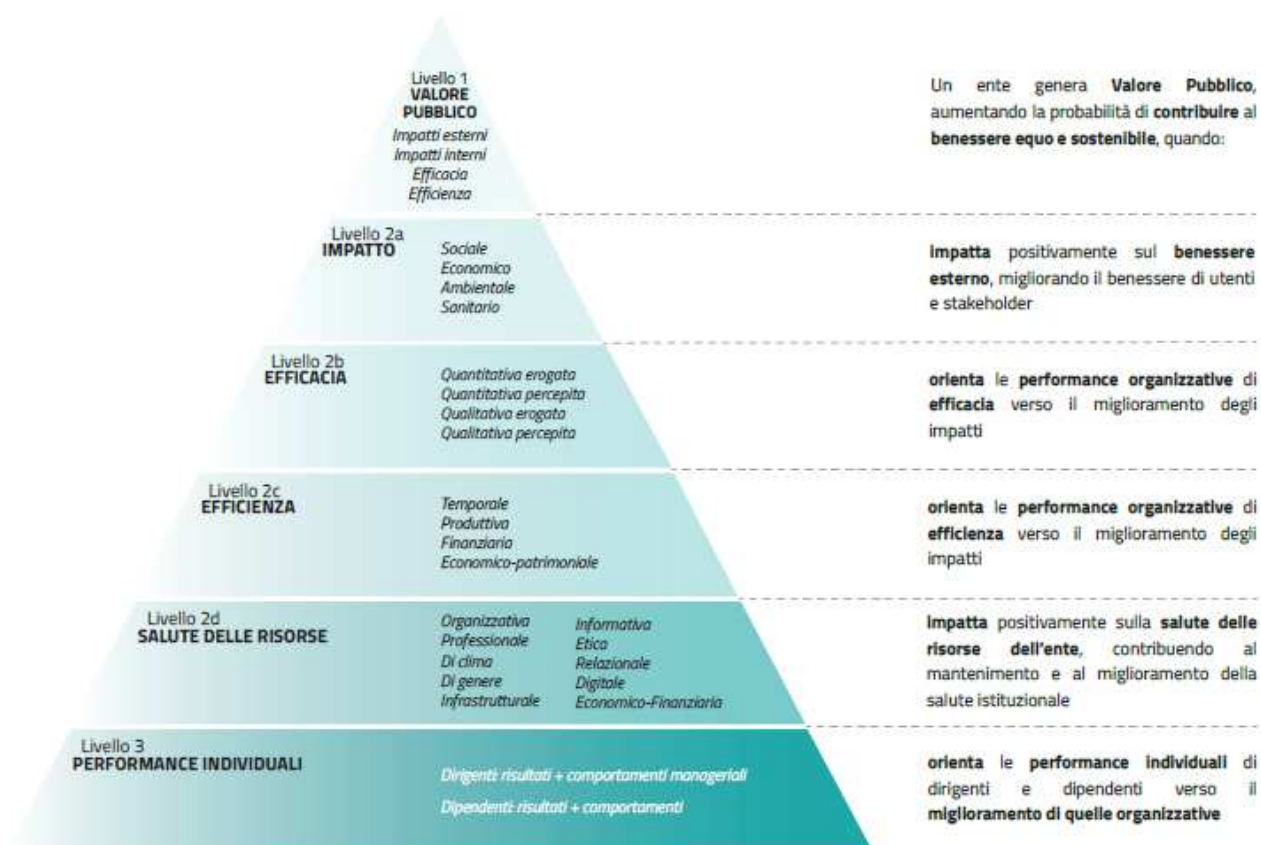 Livello 1
VALORE
PUBBLICO
Impatti esterni
Impatti interni
Efficacia
Efficienza
Un ente genera Valore Pubblico,
aumentando la probabilità di contribuire al
benessere equo e sostenibile, quando:
Livello 2a
IMPATTO
Sociale
Economico
Ambientale
Sanitario
impatta positivamente sul benessere
esterno, migliorando il benessere di utenti
e stakeholder
Livello 2b
EFFICACIA
Quantitativa erogata
Quantitativa percepita
Qualitativa erogata
Qualitativa percepita
orienta le performance organizzative di
efficacia verso il miglioramento degli
impatti
Livello 2c
EFFICIENZA
Temporale
Produttiva
Finanziaria
Economico-patrimoniale
orienta le performance organizzative di
efficienza verso il miglioramento degli
impatti
Livello 2d
SALUTE DELLE RISORSE
Organizzativa
Professionale
Di clima
Di genere
Infrastrutturale
Informativa
Etica
Relazionale
Digitale
Economico-Finanziaria
impatta positivamente sulla salute delle
risorse dell'ente, contribuendo al
mantenimento e al miglioramento della
salute istituzionale
Livello 3
PERFORMANCE INDIVIDUALI
Dirigenti: risultati + comportamenti manageriali
Dipendenti: risultati + comportamenti
orienta le performance individuali di
dirigenti e dipendenti verso il
miglioramento di quelle organizzative